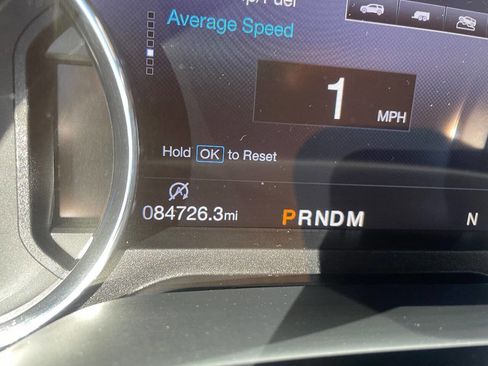 Average Speed
1 MPH
Hold OK to Reset
084726.3mi PRNDM N